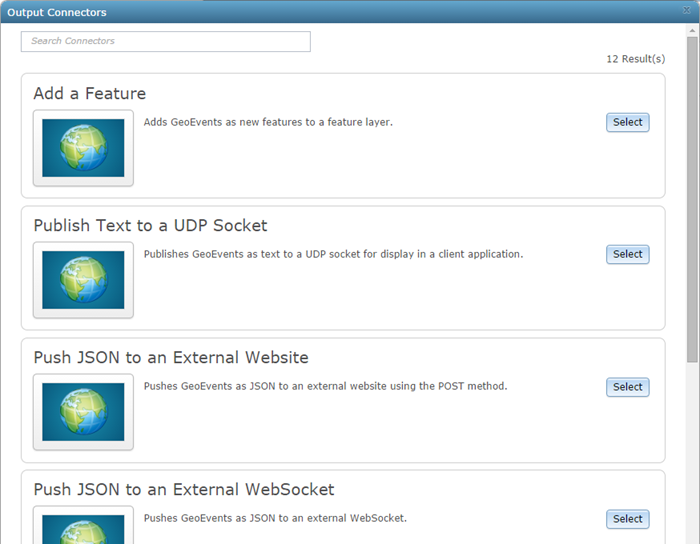 Output Connectors
Search Connectors
12 Result(s)
Add a Feature
Adds GeoEvents as new features to a feature layer.
Select
Publish Text to a UDP Socket
Publishes GeoEvents as text to a UDP socket for display in a client application.
Select
Push JSON to an External Website
Pushes GeoEvents as JSON to an external website using the POST method.
Select
Push JSON to an External WebSocket
Pushes GeoEvents as JSON to an external WebSocket.
Select